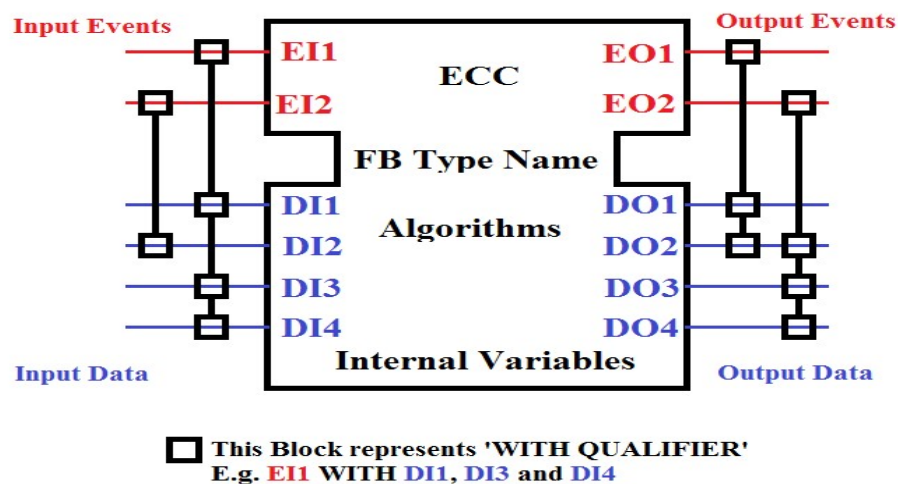 Input Events
Output Events
EI1
ECC
EO1
EI2
EO2
FB Type Name
DI1
DO1
Algorithms
DI2
DO2
DI3
DO3
DI4
DO4
Internal Variables
Input Data
Output Data
This Block represents 'WITH QUALIFIER'
E.g. EI1 WITH DI1, DI3 and DI4